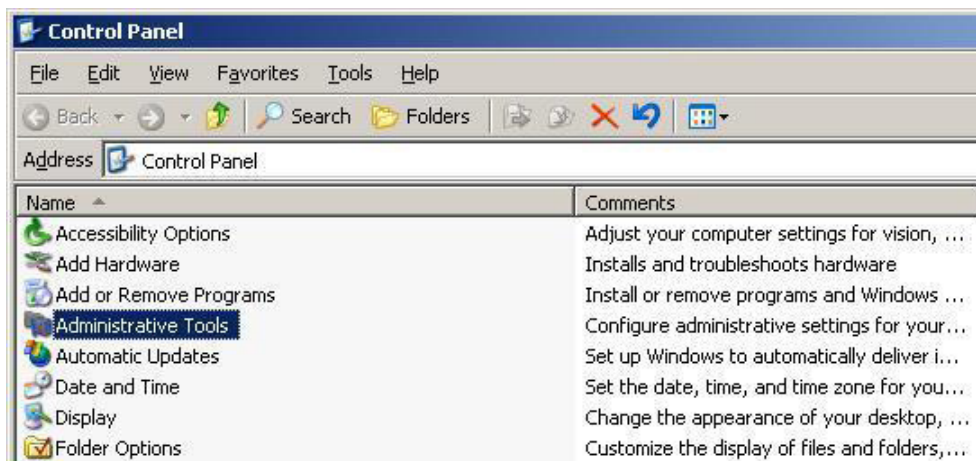 Control Panel
File Edit View Favorites Tools Help
Back Search Folders
Address Control Panel
Name Comments
Accessibility Options Adjust your computer settings for vision, ...
Add Hardware Installs and troubleshoots hardware
Add or Remove Programs Install or remove programs and Windows ...
Administrative Tools Configure administrative settings for your...
Automatic Updates Set up Windows to automatically deliver i...
Date and Time Set the date, time, and time zone for you...
Display Change the appearance of your desktop, ...
Folder Options Customize the display of files and folders,...